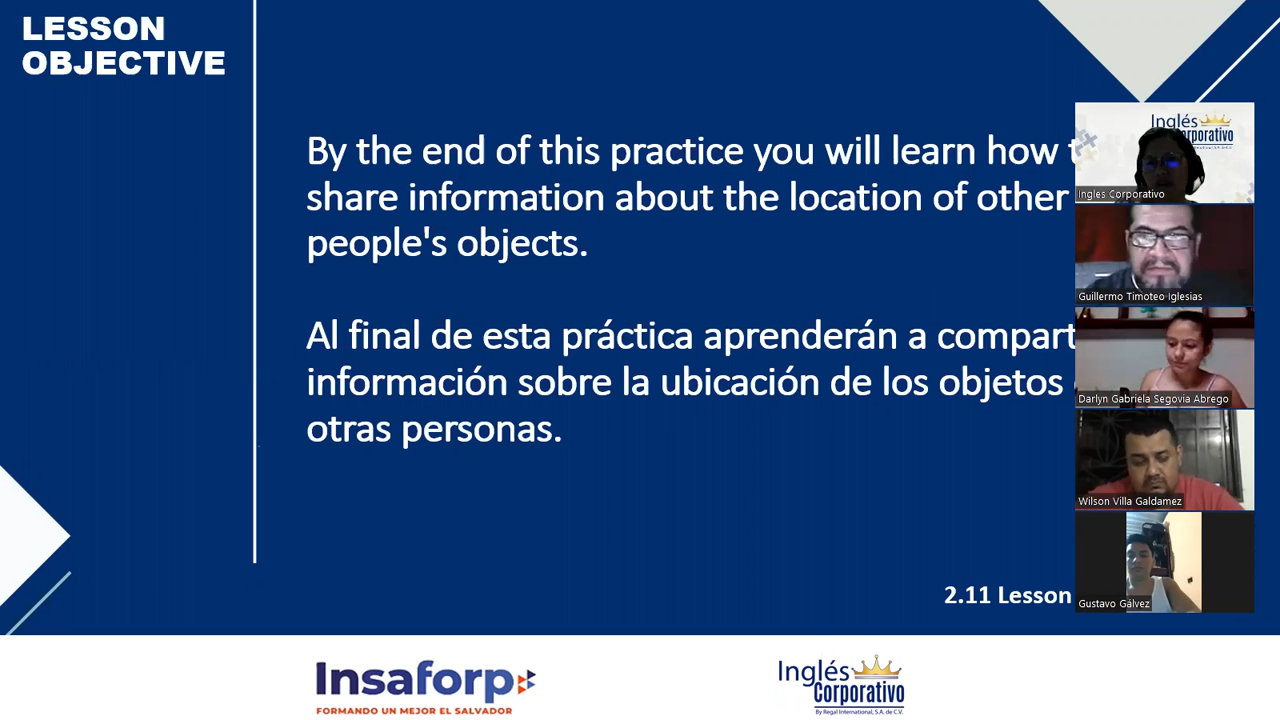 LESSON
OBJECTIVE
By the end of this practice you will learn how
share information about the location of other
people's objects.
Al final de esta práctica aprenderán a compart
información sobre la ubicación de los objetos
otras personas.
2.11 Lesson
Inglés
Corporativo
Ingles Corporativo
Guillermo Timoteo Iglesias
Darlyn Gabriela Segovia Abrego
Wilson Villa Galdamez
Gustavo Gálvez
Insaforp
FORMANDO UN MEJOR EL SALVADOR
Inglés
Corporativo
By Regal International, S.A. de C.V.